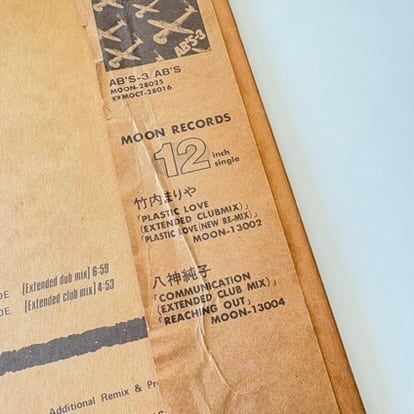 AB'S-3
AB'S-3 AB'S
MOON-28025
MOCT-28016
MOON RECORDS
12 inch single
竹内まりや
「PLASTIC LOVE
(EXTENDED CLUBMIX)」
「PLASTIC LOVE(NEW RE-MIX)」
MOON-13002
八神純子
「COMMUNICATION
(EXTENDED CLUB MIX)」
「REACHING OUT」
MOON-13004
DE [Extended dub mix] 6:59
DE [Extended club mix] 4:53
Additional Remix & Pr